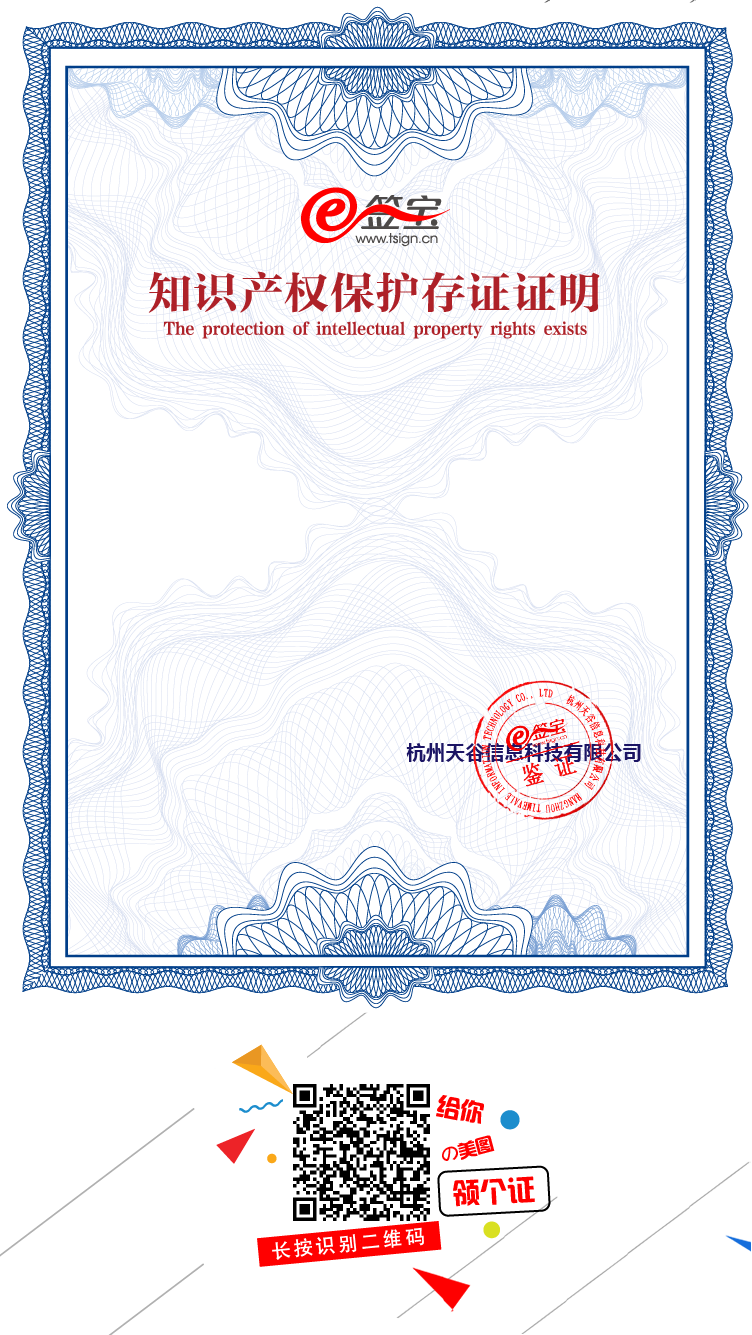 e签宝
www.tsign.cn
知识产权保护存证证明
The protection of intellectual property rights exists
杭州天谷信息科技有限公司
杭州天谷信息科技有限公司 HANGZHOU TIMEVALE INFORMATION TECHNOLOGY CO., LTD
e签宝
鉴 证
给你
の美图
领个证
长按识别二维码